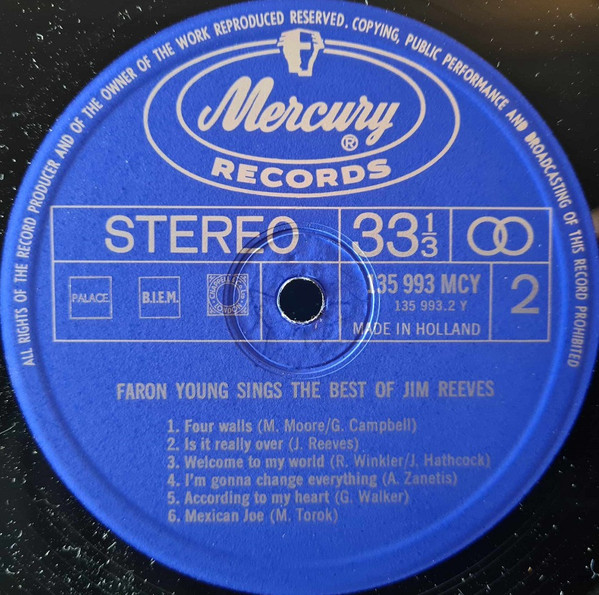 ALL RIGHTS OF THE RECORD PRODUCER AND OF THE OWNER OF THE WORK REPRODUCED RESERVED. COPYING, PUBLIC PERFORMANCE AND BROADCASTING OF THIS RECORD PROHIBITED
Mercury®
RECORDS
STEREO 33 1/3
PALACE B.I.E.M. 135 993 MCY 2
135 993.2 Y
MADE IN HOLLAND
FARON YOUNG SINGS THE BEST OF JIM REEVES
1. Four walls (M. Moore/G. Campbell)
2. Is it really over (J. Reeves)
3. Welcome to my world (R. Winkler/J. Hathcock)
4. I'm gonna change everything (A. Zanetis)
5. According to my heart (G. Walker)
6. Mexican Joe (M. Torok)